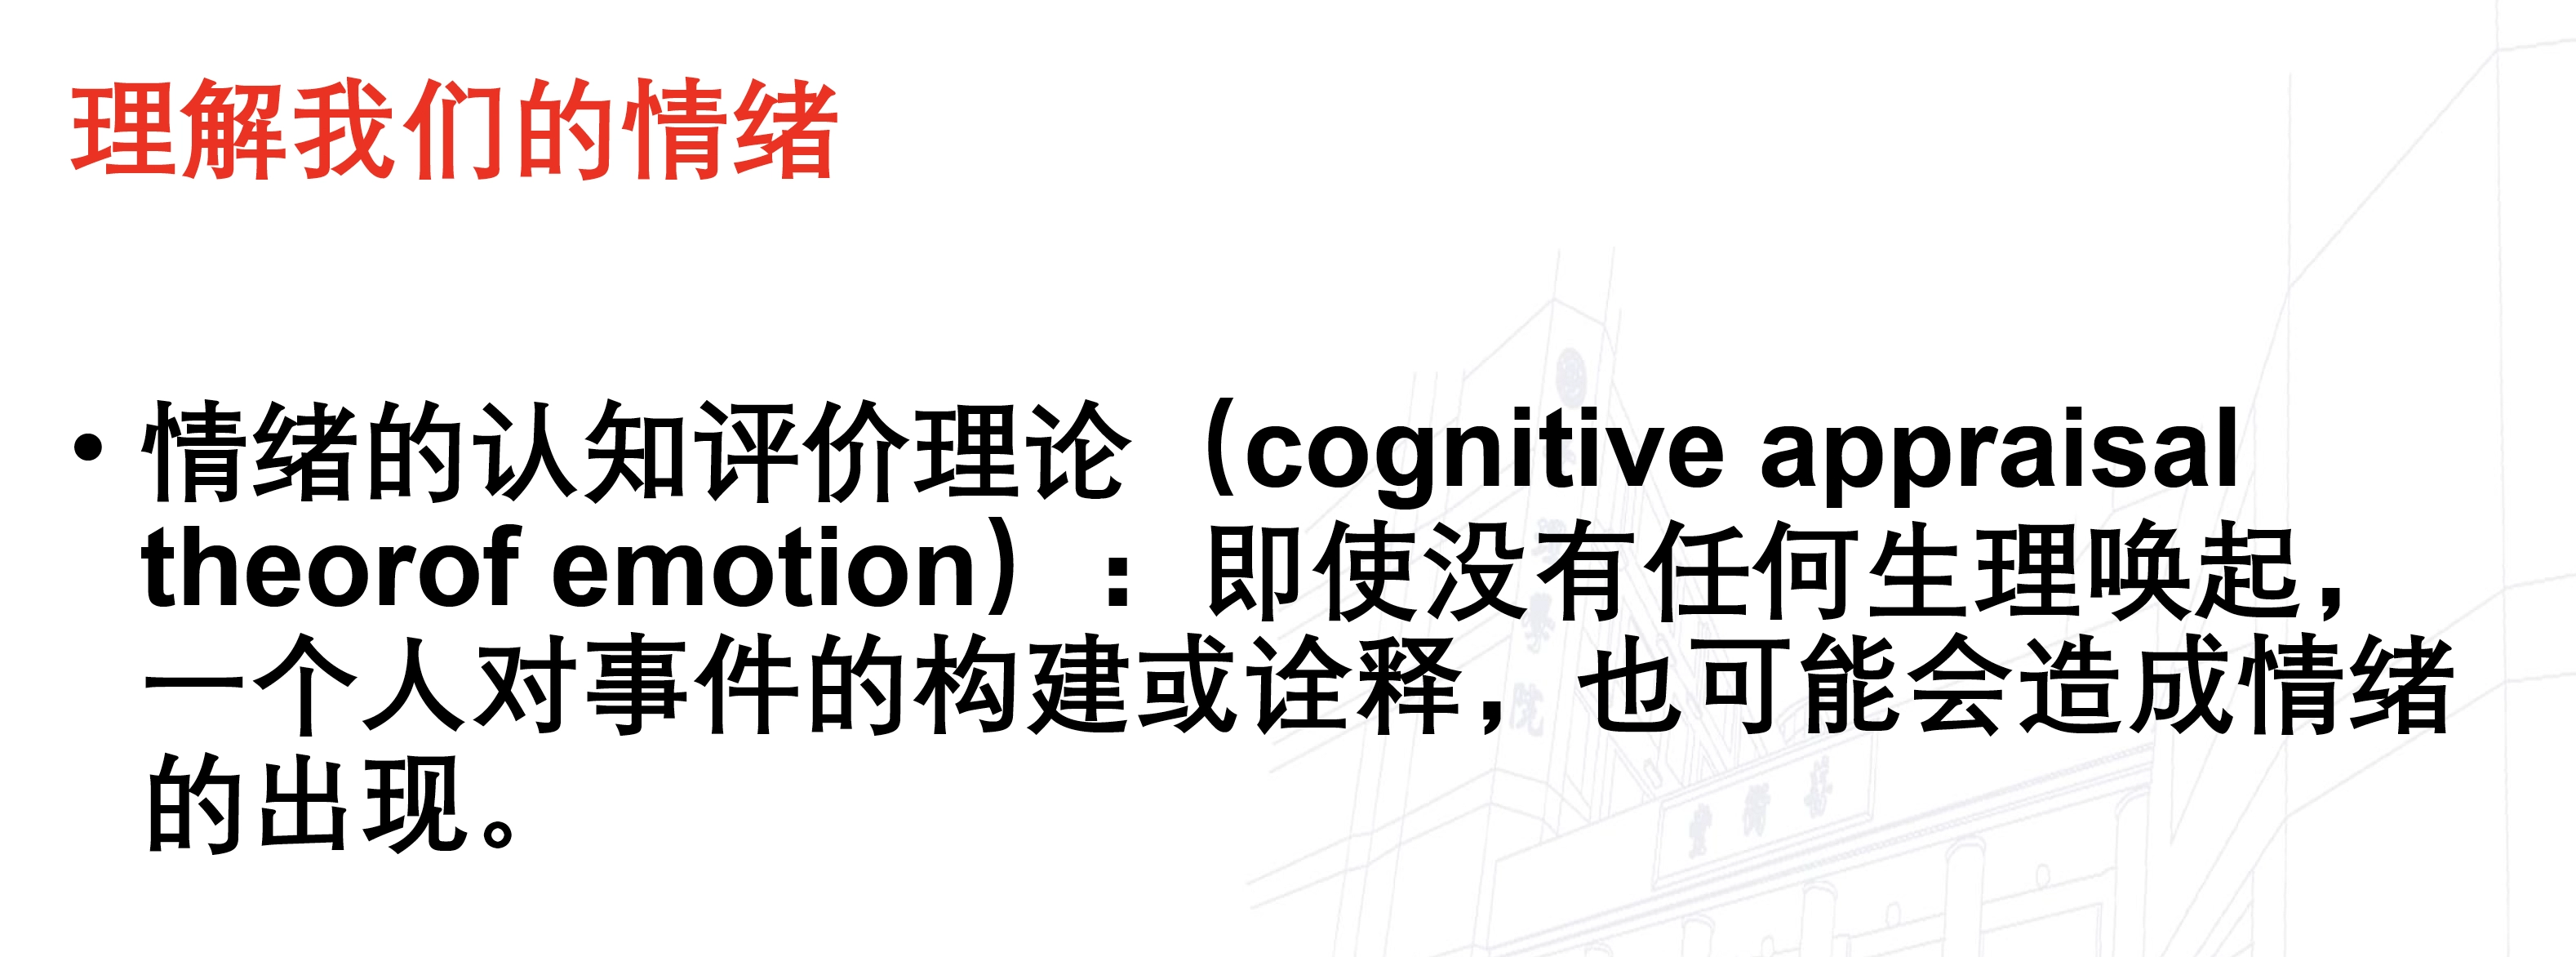 理解我们的情绪
• 情绪的认知评价理论（cognitive appraisal
theorof emotion）：即使没有任何生理唤起，
一个人对事件的构建或诠释，也可能会造成情绪
的出现。